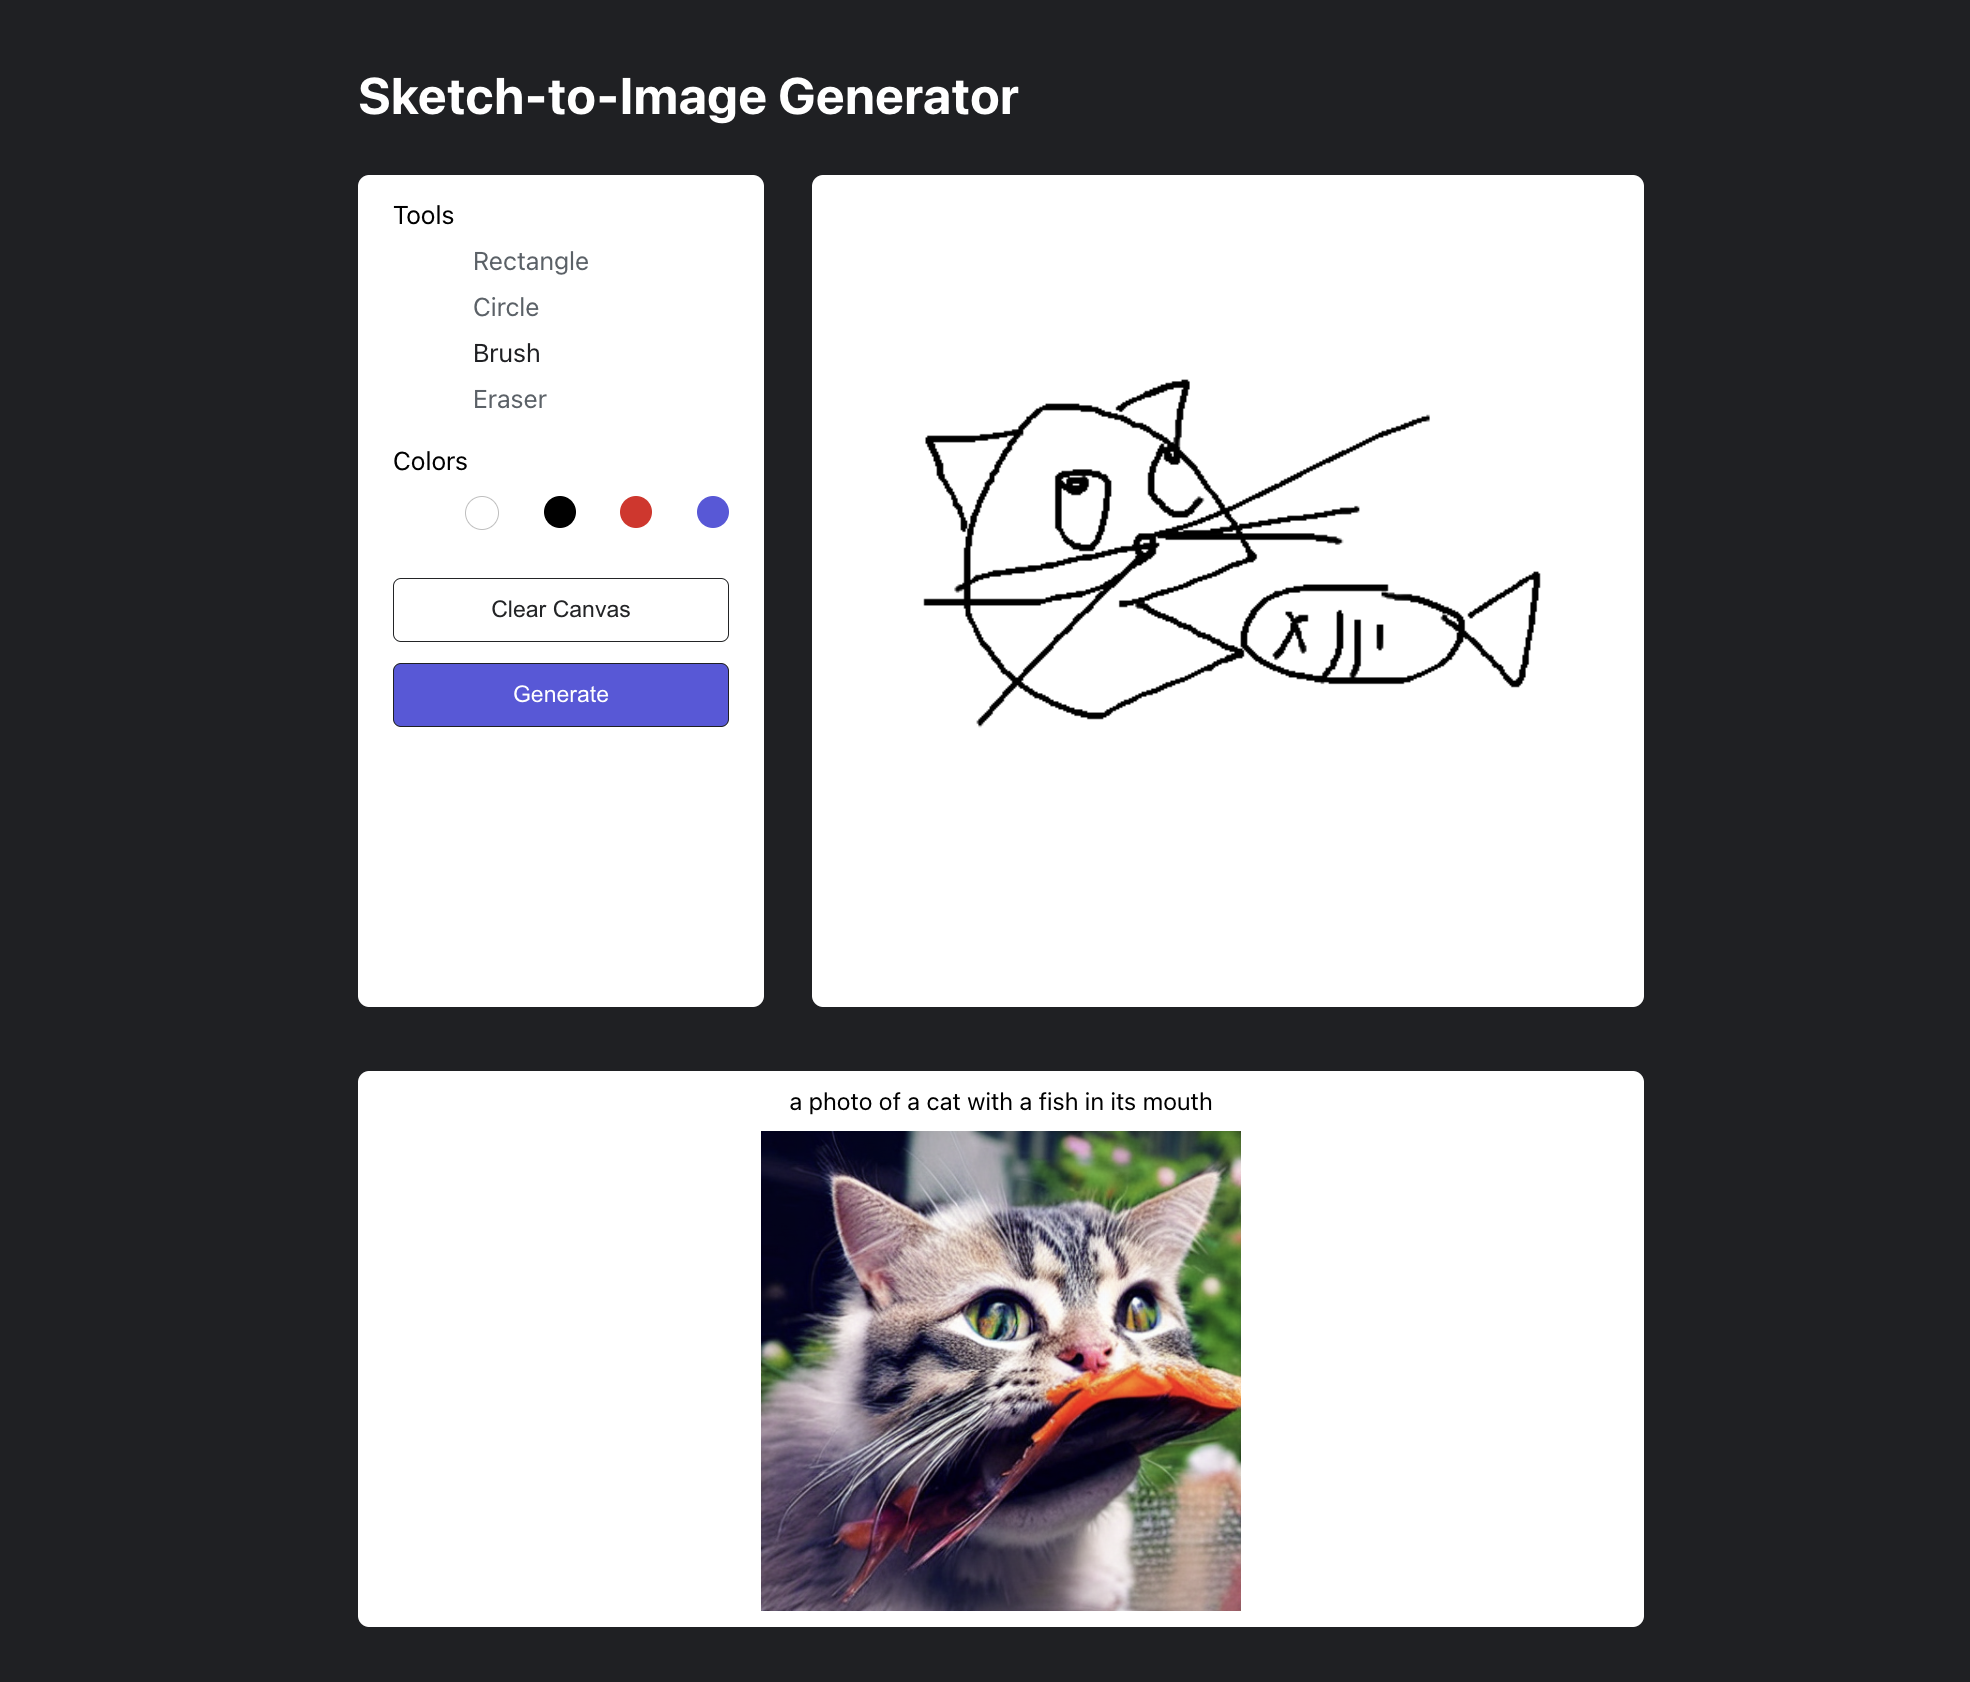 Sketch-to-Image Generator
Tools
Rectangle
Circle
Brush
Eraser
Colors
Clear Canvas
Generate
a photo of a cat with a fish in its mouth